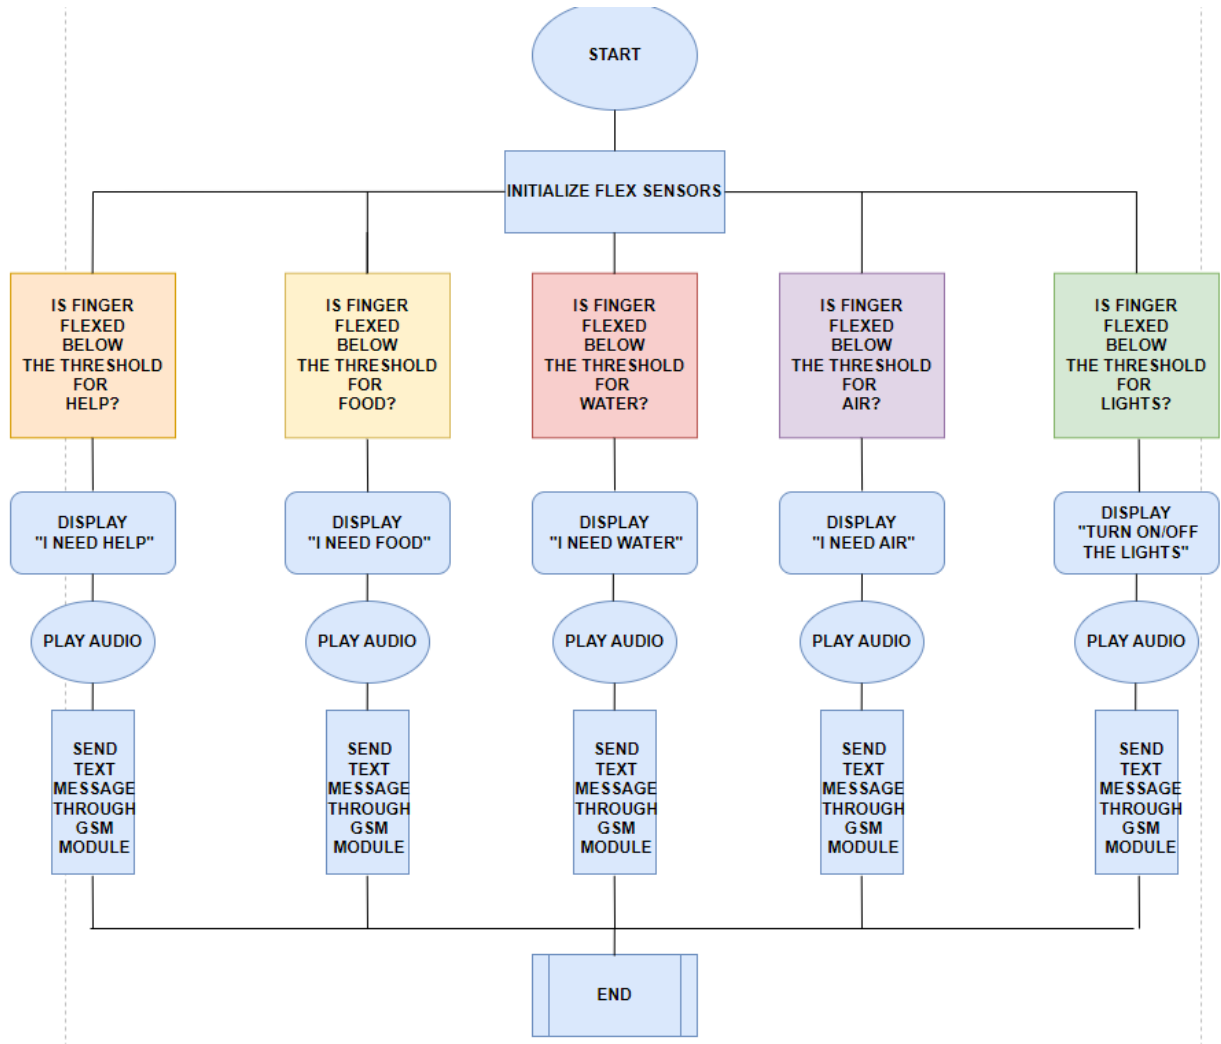 START
INITIALIZE FLEX SENSORS
IS FINGER
FLEXED
BELOW
THE THRESHOLD
FOR
HELP?
IS FINGER
FLEXED
BELOW
THE THRESHOLD
FOR
FOOD?
IS FINGER
FLEXED
BELOW
THE THRESHOLD
FOR
WATER?
IS FINGER
FLEXED
BELOW
THE THRESHOLD
FOR
AIR?
IS FINGER
FLEXED
BELOW
THE THRESHOLD
FOR
LIGHTS?
DISPLAY
"I NEED HELP"
DISPLAY
"I NEED FOOD"
DISPLAY
"I NEED WATER"
DISPLAY
"I NEED AIR"
DISPLAY
"TURN ON/OFF
THE LIGHTS"
PLAY AUDIO
PLAY AUDIO
PLAY AUDIO
PLAY AUDIO
PLAY AUDIO
SEND
TEXT
MESSAGE
THROUGH
GSM
MODULE
SEND
TEXT
MESSAGE
THROUGH
GSM
MODULE
SEND
TEXT
MESSAGE
THROUGH
GSM
MODULE
SEND
TEXT
MESSAGE
THROUGH
GSM
MODULE
SEND
TEXT
MESSAGE
THROUGH
GSM
MODULE
END